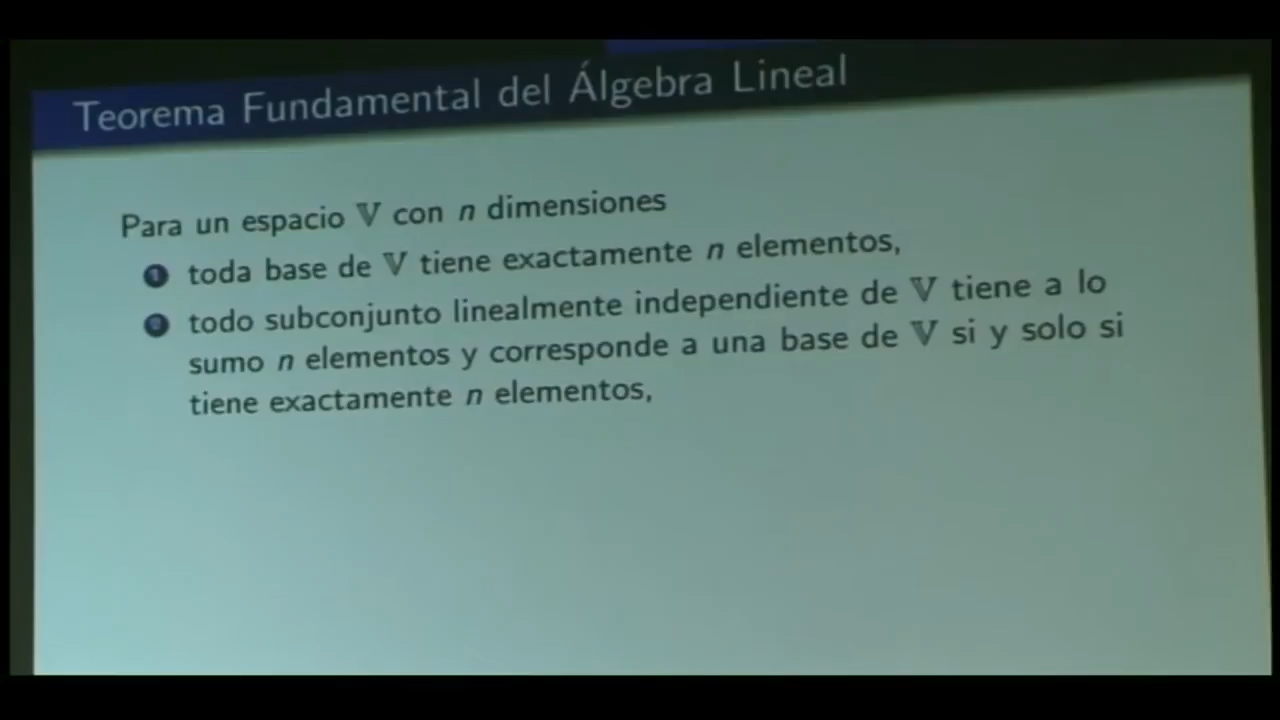 Teorema Fundamental del Álgebra Lineal
Para un espacio 𝕍 con n dimensiones
1 toda base de 𝕍 tiene exactamente n elementos,
2 todo subconjunto linealmente independiente de 𝕍 tiene a lo
sumo n elementos y corresponde a una base de 𝕍 si y solo si
tiene exactamente n elementos,